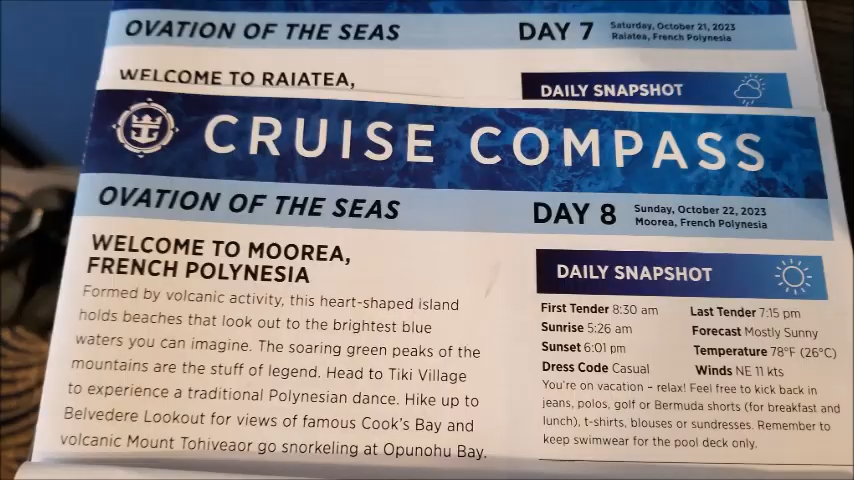 OVATION OF THE SEAS
DAY 7
Saturday, October 21, 2023
Raiatea, French Polynesia
WELCOME TO RAIATEA,
DAILY SNAPSHOT
CRUISE COMPASS
OVATION OF THE SEAS
DAY 8
Sunday, October 22, 2023
Moorea, French Polynesia
WELCOME TO MOOREA,
FRENCH POLYNESIA
Formed by volcanic activity, this heart-shaped island
holds beaches that look out to the brightest blue
waters you can imagine. The soaring green peaks of the
mountains are the stuff of legend. Head to Tiki Village
to experience a traditional Polynesian dance. Hike up to
Belvedere Lookout for views of famous Cook's Bay and
volcanic Mount Tohiveaor go snorkeling at Opunohu Bay.
DAILY SNAPSHOT
First Tender 8:30 am
Last Tender 7:15 pm
Sunrise 5:26 am
Forecast Mostly Sunny
Sunset 6:01 pm
Temperature 78°F (26°C)
Dress Code Casual
Winds NE 11 kts
You're on vacation – relax! Feel free to kick back in
jeans, polos, golf or Bermuda shorts (for breakfast and
lunch), t-shirts, blouses or sundresses. Remember to
keep swimwear for the pool deck only.